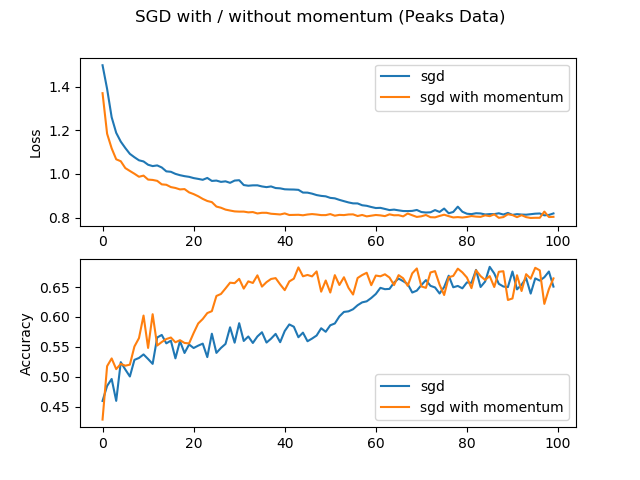 SGD with / without momentum (Peaks Data)
1.4
1.2
1.0
0.8
Loss
sgd
sgd with momentum
0 20 40 60 80 100
0.65
0.60
0.55
0.50
0.45
Accuracy
sgd
sgd with momentum
0 20 40 60 80 100